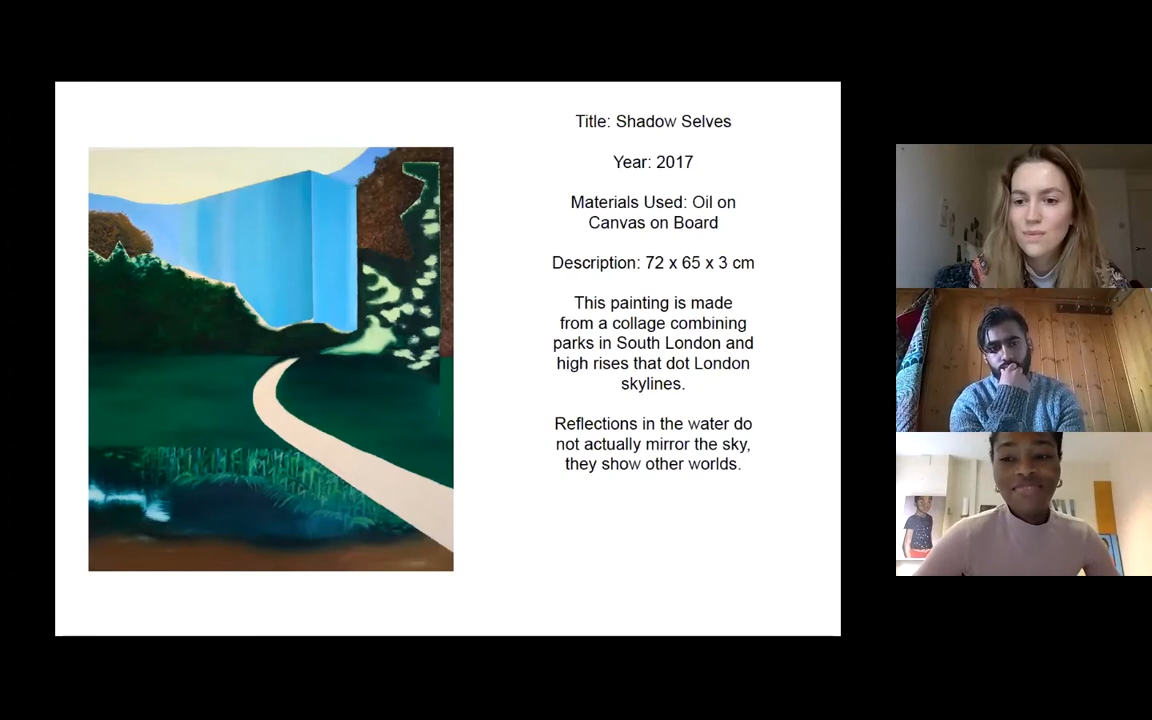 Title: Shadow Selves
Year: 2017
Materials Used: Oil on
Canvas on Board
Description: 72 x 65 x 3 cm
This painting is made
from a collage combining
parks in South London and
high rises that dot London
skylines.
Reflections in the water do
not actually mirror the sky,
they show other worlds.